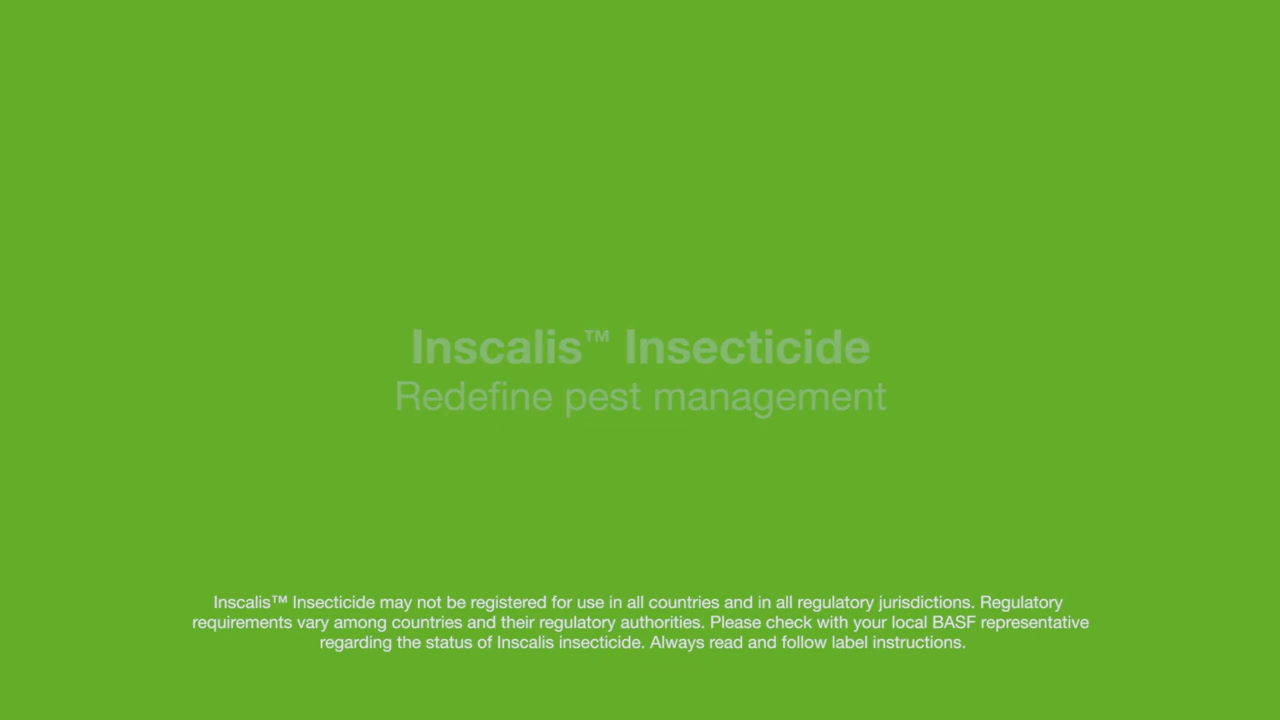 Inscalis™ Insecticide
Redefine pest management
Inscalis™ Insecticide may not be registered for use in all countries and in all regulatory jurisdictions. Regulatory
requirements vary among countries and their regulatory authorities. Please check with your local BASF representative
regarding the status of Inscalis insecticide. Always read and follow label instructions.